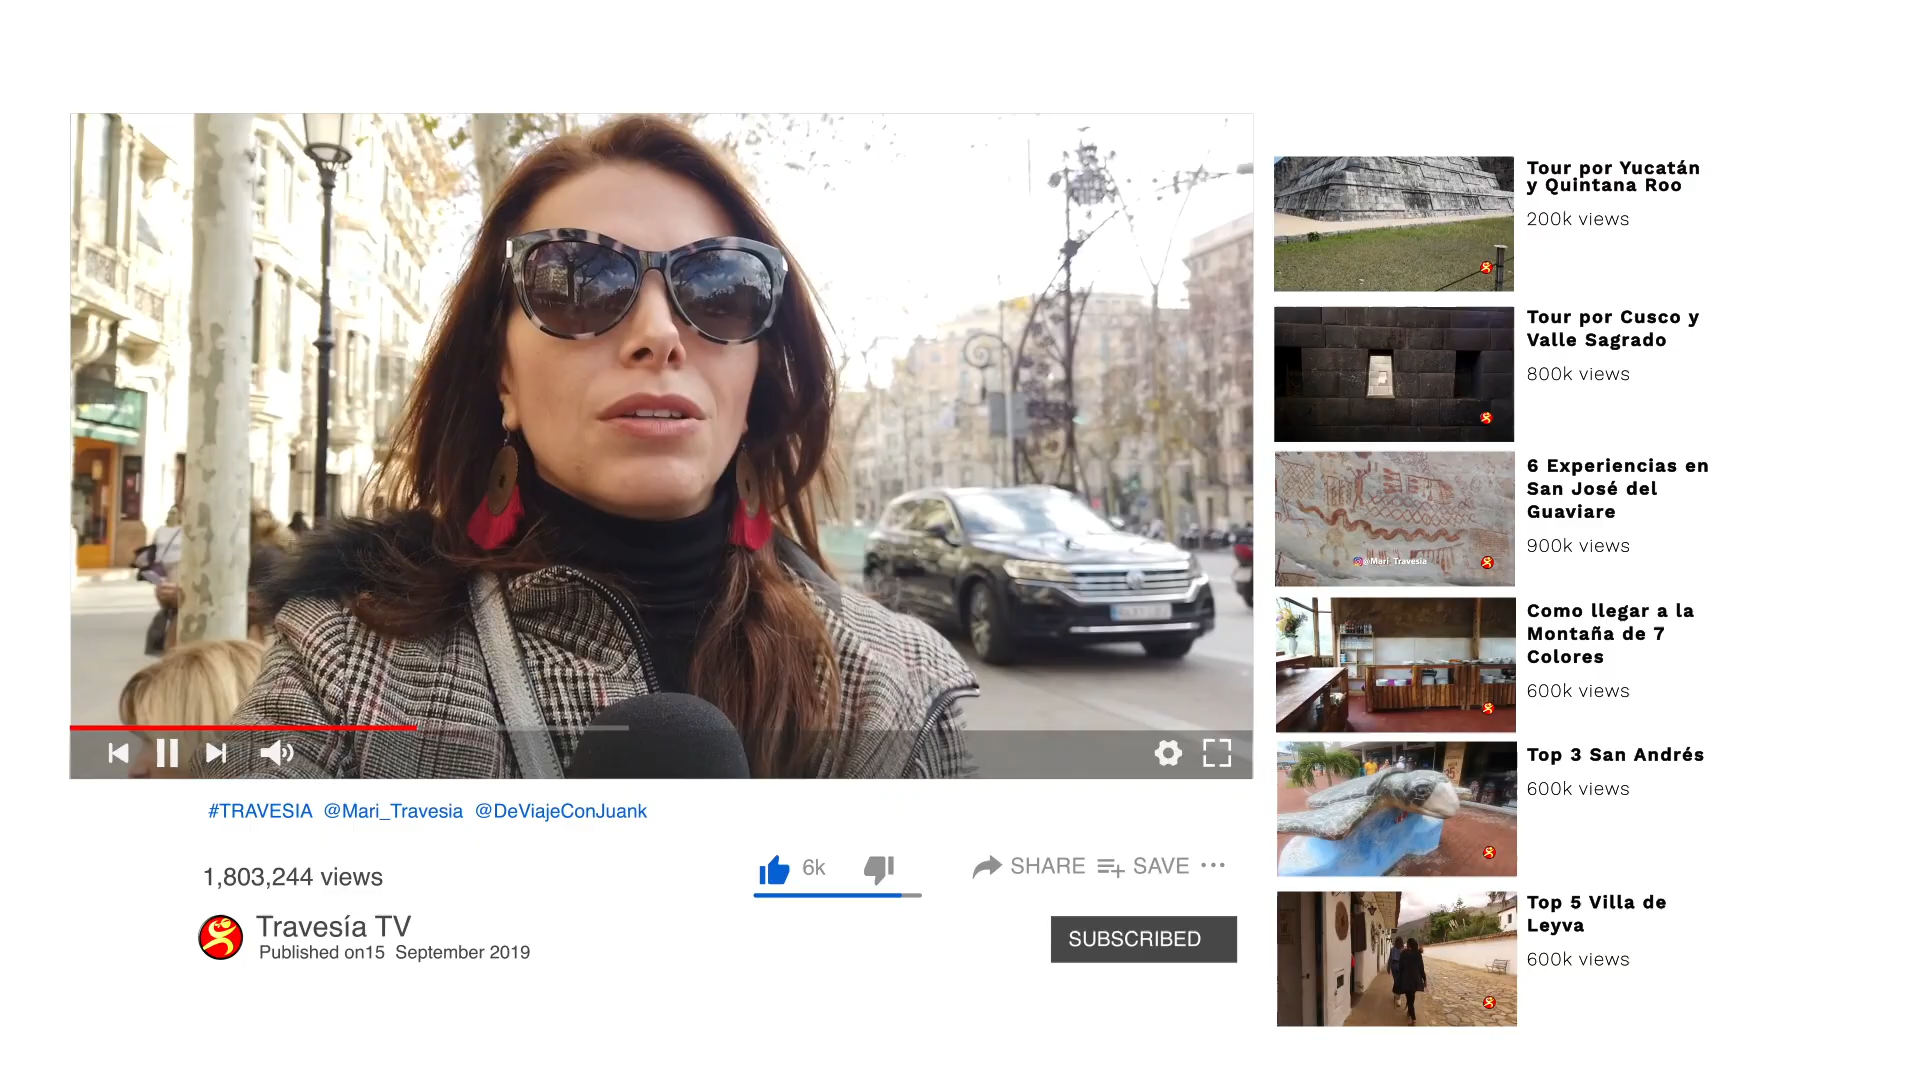 #TRAVESIA @Mari_Travesia @DeViajeConJuank
1,803,244 views
6k
SHARE
SAVE
Travesía TV
Published on15 September 2019
SUBSCRIBED
Tour por Yucatán
y Quintana Roo
200k views
Tour por Cusco y
Valle Sagrado
800k views
@Mari_Travesia
6 Experiencias en
San José del
Guaviare
900k views
Como llegar a la
Montaña de 7
Colores
600k views
Top 3 San Andrés
600k views
Top 5 Villa de
Leyva
600k views